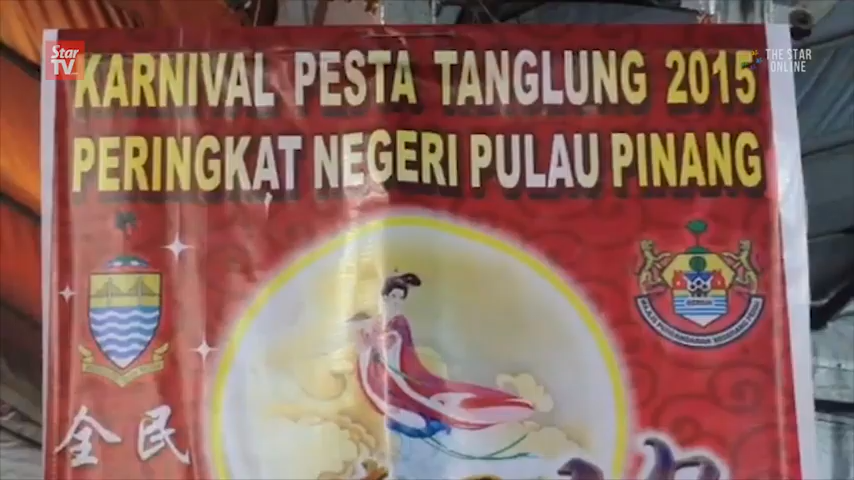 Star
TV
THE STAR
ONLINE
KARNIVAL PESTA TANGLUNG 2015
PERINGKAT NEGERI PULAU PINANG
全民